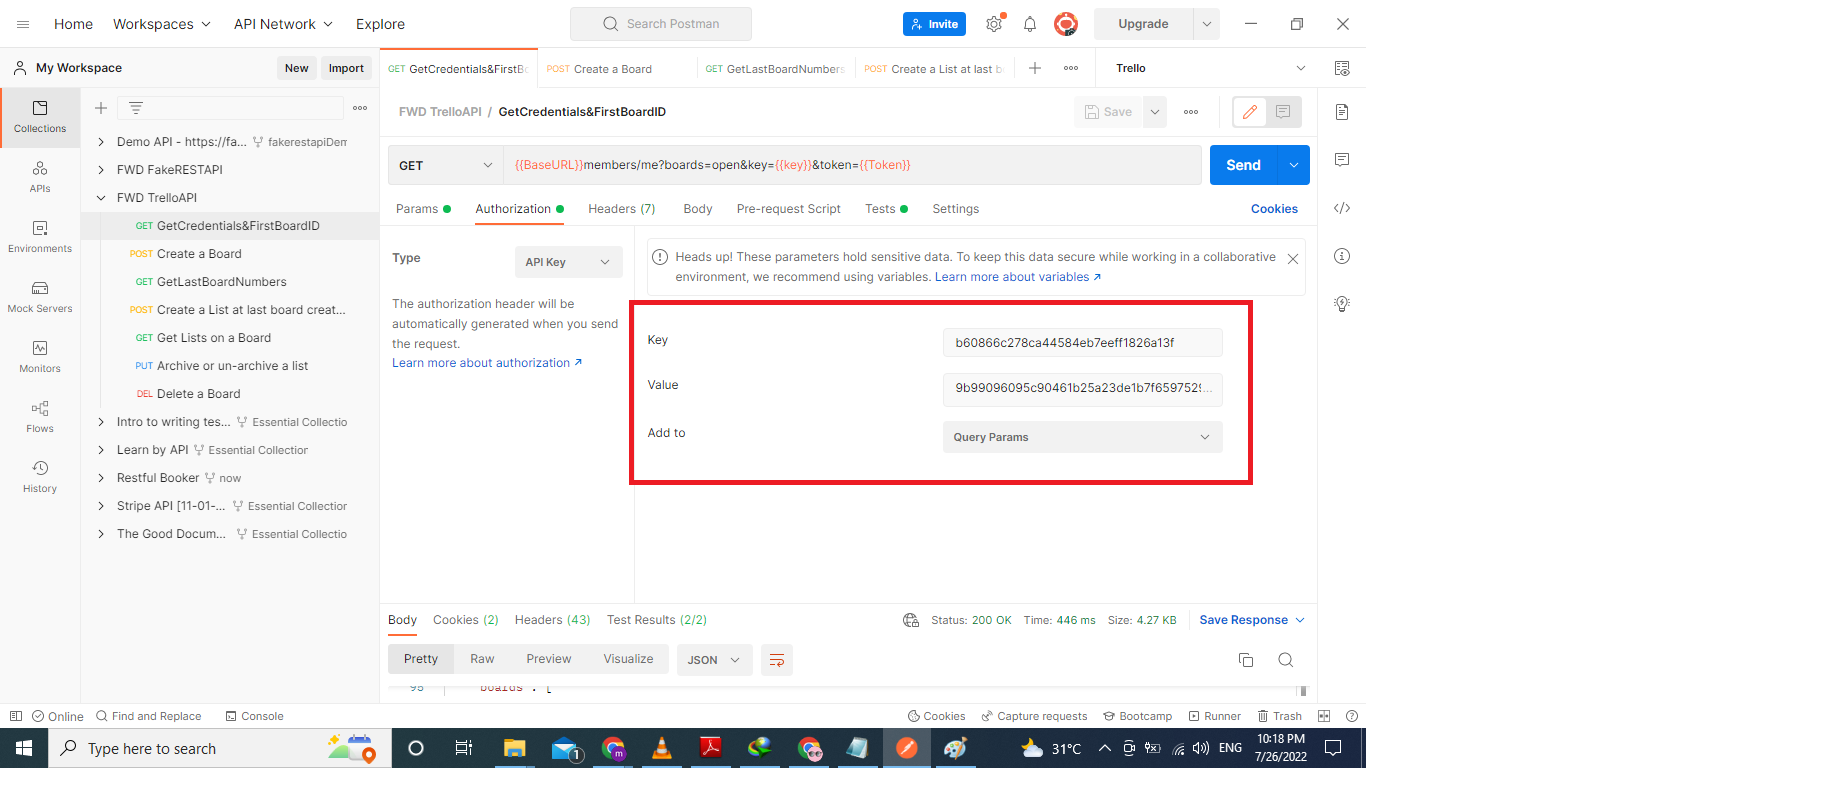 Home Workspaces API Network Explore Search Postman Invite Upgrade
My Workspace New Import
GET GetCredentials&FirstBo POST Create a Board GET GetLastBoardNumbers POST Create a List at last b Trello
Collections
APIs
Environments
Mock Servers
Monitors
Flows
History
Demo API - https://fa... fakerestapiDem
FWD FakeRESTAPI
FWD TrelloAPI
GET GetCredentials&FirstBoardID
POST Create a Board
GET GetLastBoardNumbers
POST Create a List at last board creat...
GET Get Lists on a Board
PUT Archive or un-archive a list
DEL Delete a Board
Intro to writing tes... Essential Collectio
Learn by API Essential Collection
Restful Booker now
Stripe API [11-01-... Essential Collection
The Good Docum... Essential Collectio
FWD TrelloAPI / GetCredentials&FirstBoardID Save
GET {{BaseURL}}members/me?boards=open&key={{key}}&token={{Token}} Send
Params Authorization Headers (7) Body Pre-request Script Tests Settings Cookies
Type API Key
The authorization header will be
automatically generated when you send
the request.
Learn more about authorization ↗
Heads up! These parameters hold sensitive data. To keep this data secure while working in a collaborative
environment, we recommend using variables. Learn more about variables ↗
Key b60866c278ca44584eb7eeff1826a13f
Value 9b99096095c90461b25a23de1b7f6597529...
Add to Query Params
Body Cookies (2) Headers (43) Test Results (2/2) Status: 200 OK Time: 446 ms Size: 4.27 KB Save Response
Pretty Raw Preview Visualize JSON
95 "boards": [
Online Find and Replace Console Cookies Capture requests Bootcamp Runner Trash
Type here to search 1 m 31°C ENG 10:18 PM
7/26/2022